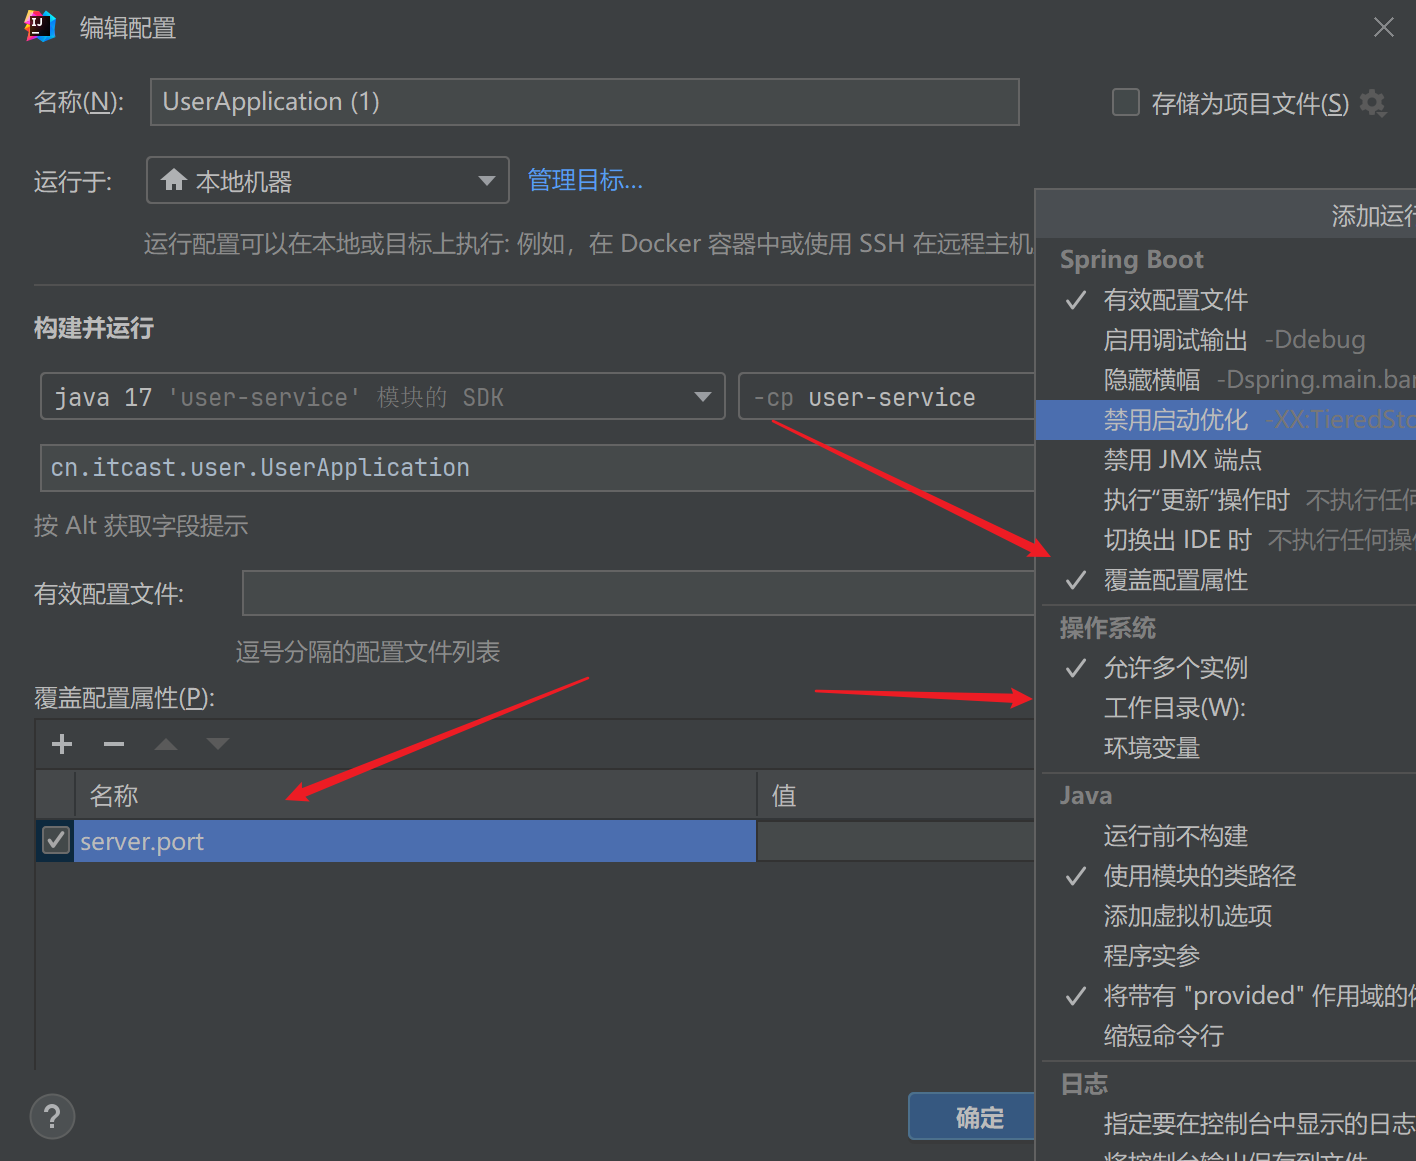 编辑配置
名称(N):
UserApplication (1)
存储为项目文件(S)
运行于:
本地机器
管理目标...
运行配置可以在本地或目标上执行: 例如，在 Docker 容器中或使用 SSH 在远程主机
构建并运行
java 17 'user-service' 模块的 SDK
-cp user-service
cn.itcast.user.UserApplication
按 Alt 获取字段提示
有效配置文件:
逗号分隔的配置文件列表
覆盖配置属性(P):
名称
值
server.port
?
确定
添加运行
Spring Boot
有效配置文件
启用调试输出 -Ddebug
隐藏横幅 -Dspring.main.ban
禁用启动优化 -XX:TieredSto
禁用 JMX 端点
执行“更新”操作时 不执行任何
切换出 IDE 时 不执行任何操
覆盖配置属性
操作系统
允许多个实例
工作目录(W):
环境变量
Java
运行前不构建
使用模块的类路径
添加虚拟机选项
程序实参
将带有 "provided" 作用域的
缩短命令行
日志
指定要在控制台中显示的日志
将控制台输出保存到文件